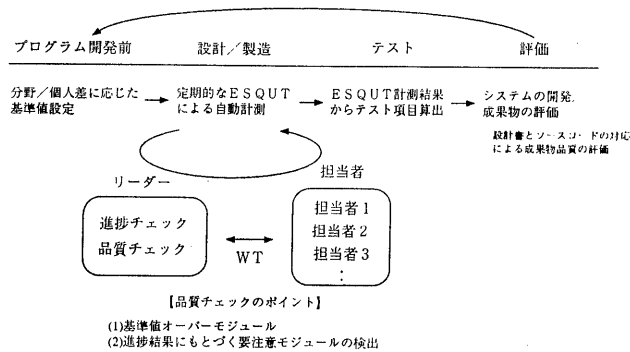 プログラム開発前 設計／製造 テスト 評価
分野／個人差に応じた 定期的なESQUT ESQUT計測結果 システムの開発,
基準値設定 による自動計測 からテスト項目算出 成果物の評価
設計書とソースコードの対応
による成果物品質の評価
リーダー 担当者
進捗チェック
品質チェック
WT
担当者1
担当者2
担当者3
:
【品質チェックのポイント】
(1)基準値オーバーモジュール
(2)進捗結果にもとづく要注意モジュールの検出